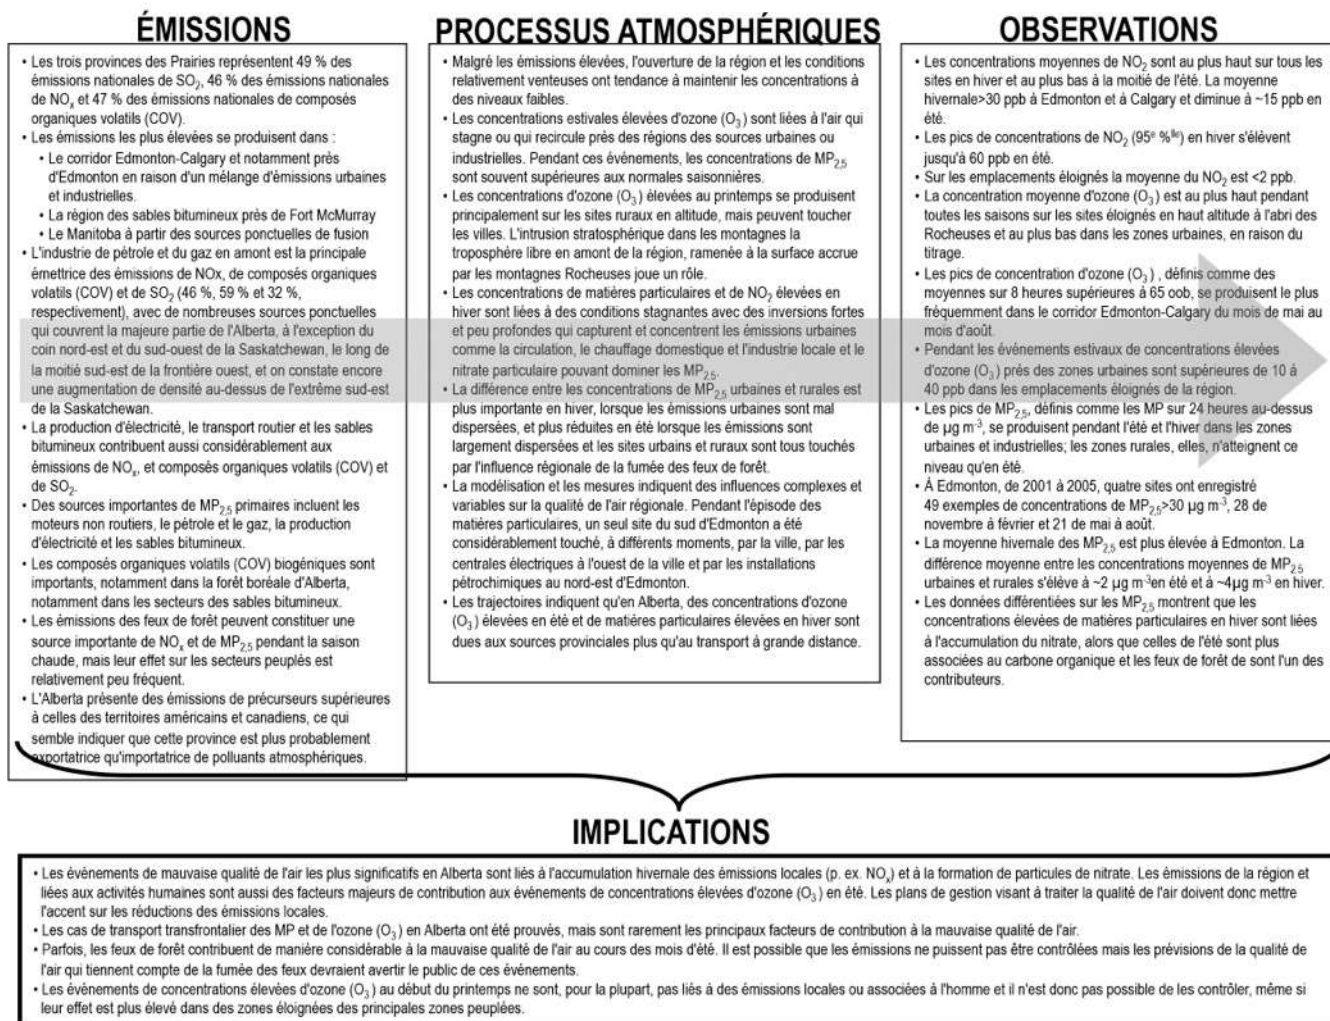 ÉMISSIONS
• Les trois provinces des Prairies représentent 49 % des
émissions nationales de SO₂, 46 % des émissions nationales
de NOₓ et 47 % des émissions nationales de composés
organiques volatils (COV).
• Les émissions les plus élevées se produisent dans :
• Le corridor Edmonton-Calgary et notamment près
d'Edmonton en raison d'un mélange d'émissions urbaines
et industrielles.
• La région des sables bitumineux près de Fort McMurray
• Le Manitoba à partir des sources ponctuelles de fusion
• L'industrie de pétrole et du gaz en amont est la principale
émettrice des émissions de NOx, de composés organiques
volatils (COV) et de SO₂ (46 %, 59 % et 32 %,
respectivement), avec de nombreuses sources ponctuelles
qui couvrent la majeure partie de l'Alberta, à l'exception du
coin nord-est et du sud-ouest de la Saskatchewan, le long de
la moitié sud-est de la frontière ouest, et on constate encore
une augmentation de densité au-dessus de l'extrême sud-est
de la Saskatchewan.
• La production d'électricité, le transport routier et les sables
bitumineux contribuent aussi considérablement aux
émissions de NOₓ, et composés organiques volatils (COV) et
de SO₂.
• Des sources importantes de MP₂,₅ primaires incluent les
moteurs non routiers, le pétrole et le gaz, la production
d'électricité et les sables bitumineux.
• Les composés organiques volatils (COV) biogéniques sont
importants, notamment dans la forêt boréale d'Alberta,
notamment dans les secteurs des sables bitumineux.
• Les émissions des feux de forêt peuvent constituer une
source importante de NOₓ et de MP₂,₅ pendant la saison
chaude, mais leur effet sur les secteurs peuplés est
relativement peu fréquent.
• L'Alberta présente des émissions de précurseurs supérieures
à celles des territoires américains et canadiens, ce qui
semble indiquer que cette province est plus probablement
exportatrice qu'importatrice de polluants atmosphériques.
PROCESSUS ATMOSPHÉRIQUES
• Malgré les émissions élevées, l'ouverture de la région et les conditions
relativement venteuses ont tendance à maintenir les concentrations à
des niveaux faibles.
• Les concentrations estivales élevées d'ozone (O₃) sont liées à l'air qui
stagne ou qui recircule près des régions des sources urbaines ou
industrielles. Pendant ces événements, les concentrations de MP₂,₅
sont souvent supérieures aux normales saisonnières.
• Les concentrations d'ozone (O₃) élevées au printemps se produisent
principalement sur les sites ruraux en altitude, mais peuvent toucher
les villes. L'intrusion stratosphérique dans les montagnes la
troposphère libre en amont de la région, ramenée à la surface accrue
par les montagnes Rocheuses joue un rôle.
• Les concentrations de matières particulaires et de NO₂ élevées en
hiver sont liées à des conditions stagnantes avec des inversions fortes
et peu profondes qui capturent et concentrent les émissions urbaines
comme la circulation, le chauffage domestique et l'industrie locale et le
nitrate particulaire pouvant dominer les MP₂.₅.
• La différence entre les concentrations de MP₂,₅ urbaines et rurales est
plus importante en hiver, lorsque les émissions urbaines sont mal
dispersées, et plus réduites en été lorsque les émissions sont
largement dispersées et les sites urbains et ruraux sont tous touchés
par l'influence régionale de la fumée des feux de forêt.
• La modélisation et les mesures indiquent des influences complexes et
variables sur la qualité de l'air régionale. Pendant l'épisode des
matières particulaires, un seul site du sud d'Edmonton a été
considérablement touché, à différents moments, par la ville, par les
centrales électriques à l'ouest de la ville et par les installations
pétrochimiques au nord-est d'Edmonton.
• Les trajectoires indiquent qu'en Alberta, des concentrations d'ozone
(O₃) élevées en été et de matières particulaires élevées en hiver sont
dues aux sources provinciales plus qu'au transport à grande distance.
OBSERVATIONS
• Les concentrations moyennes de NO₂ sont au plus haut sur tous les
sites en hiver et au plus bas à la moitié de l'été. La moyenne
hivernale>30 ppb à Edmonton et à Calgary et diminue à ~15 ppb en
été.
• Les pics de concentrations de NO₂ (95ᵉ %ˡˡᵉ) en hiver s'élèvent
jusqu'à 60 ppb en été.
• Sur les emplacements éloignés la moyenne du NO₂ est <2 ppb.
• La concentration moyenne d'ozone (O₃) est au plus haut pendant
toutes les saisons sur les sites éloignés en haut altitude à l'abri des
Rocheuses et au plus bas dans les zones urbaines, en raison du
titrage.
• Les pics de concentration d'ozone (O₃) , définis comme des
moyennes sur 8 heures supérieures à 65 oob, se produisent le plus
fréquemment dans le corridor Edmonton-Calgary du mois de mai au
mois d'août.
• Pendant les événements estivaux de concentrations élevées
d'ozone (O₃) près des zones urbaines sont supérieures de 10 à
40 ppb dans les emplacements éloignés de la région.
• Les pics de MP₂,₅, définis comme les MP sur 24 heures au-dessus
de µg m⁻³, se produisent pendant l'été et l'hiver dans les zones
urbaines et industrielles; les zones rurales, elles, n'atteignent ce
niveau qu'en été.
• À Edmonton, de 2001 à 2005, quatre sites ont enregistré
49 exemples de concentrations de MP₂,₅>30 µg m⁻³, 28 de
novembre à février et 21 de mai à août.
• La moyenne hivernale des MP₂,₅ est plus élevée à Edmonton. La
différence moyenne entre les concentrations moyennes de MP₂,₅
urbaines et rurales s'élève à ~2 µg m⁻³en été et à ~4µg m⁻³ en hiver.
• Les données différentiées sur les MP₂,₅ montrent que les
concentrations élevées de matières particulaires en hiver sont liées
à l'accumulation du nitrate, alors que celles de l'été sont plus
associées au carbone organique et les feux de forêt de sont l'un des
contributeurs.
IMPLICATIONS
• Les événements de mauvaise qualité de l'air les plus significatifs en Alberta sont liés à l'accumulation hivernale des émissions locales (p. ex. NOₓ) et à la formation de particules de nitrate. Les émissions de la région et
liées aux activités humaines sont aussi des facteurs majeurs de contribution aux événements de concentrations élevées d'ozone (O₃) en été. Les plans de gestion visant à traiter la qualité de l'air doivent donc mettre
l'accent sur les réductions des émissions locales.
• Les cas de transport transfrontalier des MP et de l'ozone (O₃) en Alberta ont été prouvés, mais sont rarement les principaux facteurs de contribution à la mauvaise qualité de l'air.
• Parfois, les feux de forêt contribuent de manière considérable à la mauvaise qualité de l'air au cours des mois d'été. Il est possible que les émissions ne puissent pas être contrôlées mais les prévisions de la qualité de
l'air qui tiennent compte de la fumée des feux devraient avertir le public de ces événements.
• Les événements de concentrations élevées d'ozone (O₃) au début du printemps ne sont, pour la plupart, pas liés à des émissions locales ou associées à l'homme et il n'est donc pas possible de les contrôler, même si
leur effet est plus élevé dans des zones éloignées des principales zones peuplées.